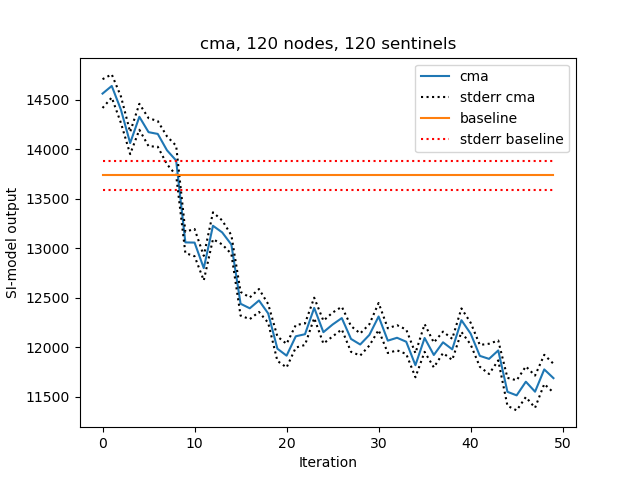 cma, 120 nodes, 120 sentinels
cma
stderr cma
baseline
stderr baseline
14500
14000
13500
13000
12500
12000
11500
SI-model output
0 10 20 30 40 50
Iteration